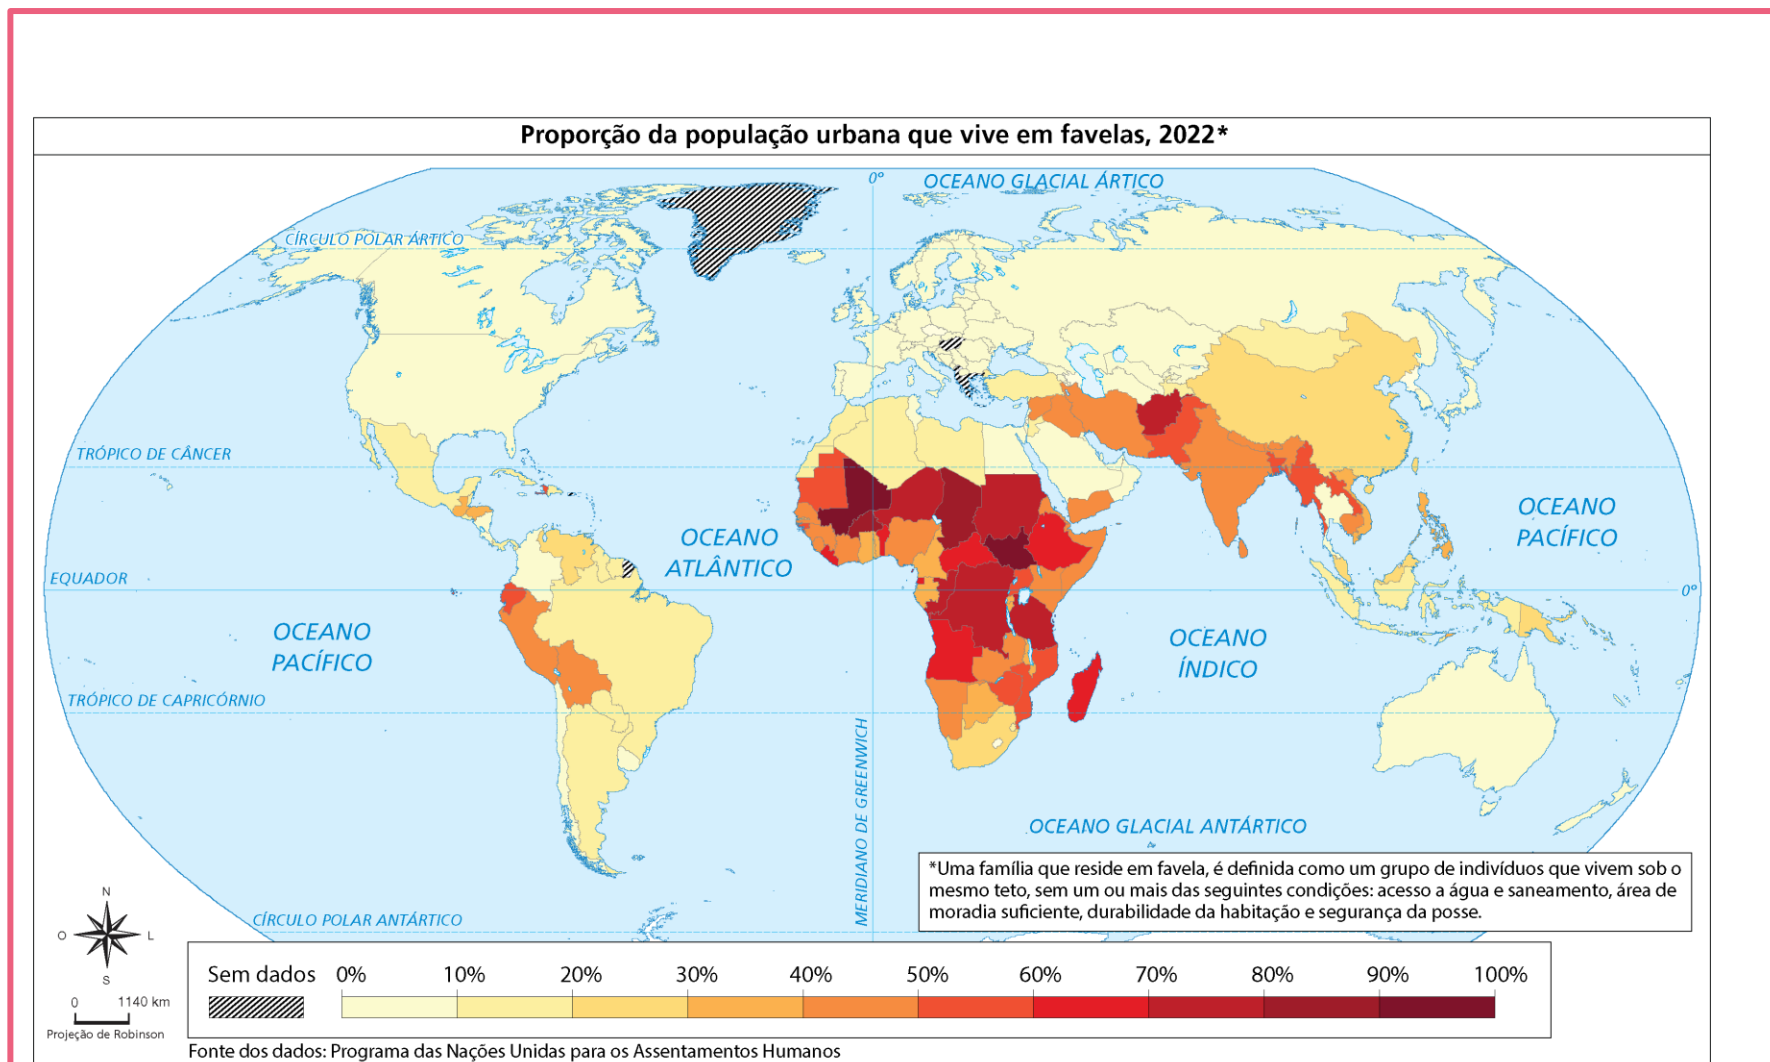 Proporção da população urbana que vive em favelas, 2022*
0°
OCEANO GLACIAL ÁRTICO
CÍRCULO POLAR ÁRTICO
TRÓPICO DE CÂNCER
OCEANO
ATLÂNTICO
OCEANO
PACÍFICO
EQUADOR
0°
OCEANO
PACÍFICO
OCEANO
ÍNDICO
TRÓPICO DE CAPRICÓRNIO
MERIDIANO DE GREENWICH
OCEANO GLACIAL ANTÁRTICO
CÍRCULO POLAR ANTÁRTICO
*Uma família que reside em favela, é definida como um grupo de indivíduos que vivem sob o
mesmo teto, sem um ou mais das seguintes condições: acesso a água e saneamento, área de
moradia suficiente, durabilidade da habitação e segurança da posse.
N
O L
S
0 1140 km
Projeção de Robinson
Sem dados 0% 10% 20% 30% 40% 50% 60% 70% 80% 90% 100%
Fonte dos dados: Programa das Nações Unidas para os Assentamentos Humanos